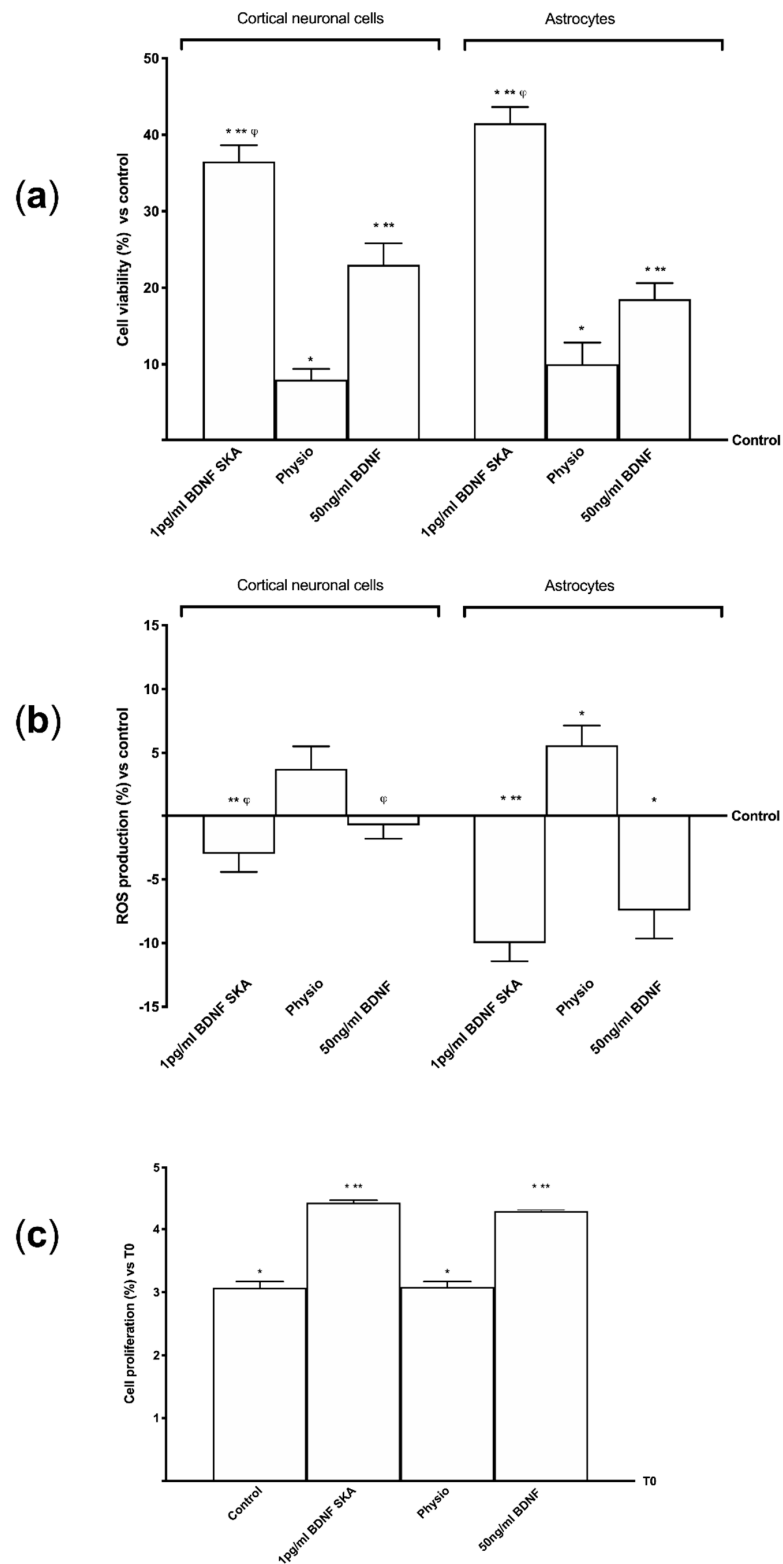 (a)
Cortical neuronal cells Astrocytes
Cell viability (%) vs control
50
40
30
20
10
* ** φ
*
* **
* ** φ
*
* **
Control
1pg/ml BDNF SKA
Physio
50ng/ml BDNF
1pg/ml BDNF SKA
Physio
50ng/ml BDNF
(b)
Cortical neuronal cells Astrocytes
ROS production (%) vs control
15
10
5
-5
-10
-15
** φ
φ
* **
*
*
Control
1pg/ml BDNF SKA
Physio
50ng/ml BDNF
1pg/ml BDNF SKA
Physio
50ng/ml BDNF
(c)
Cell proliferation (%) vs T0
5
4
3
2
1
*
* **
*
* **
T0
Control
1pg/ml BDNF SKA
Physio
50ng/ml BDNF